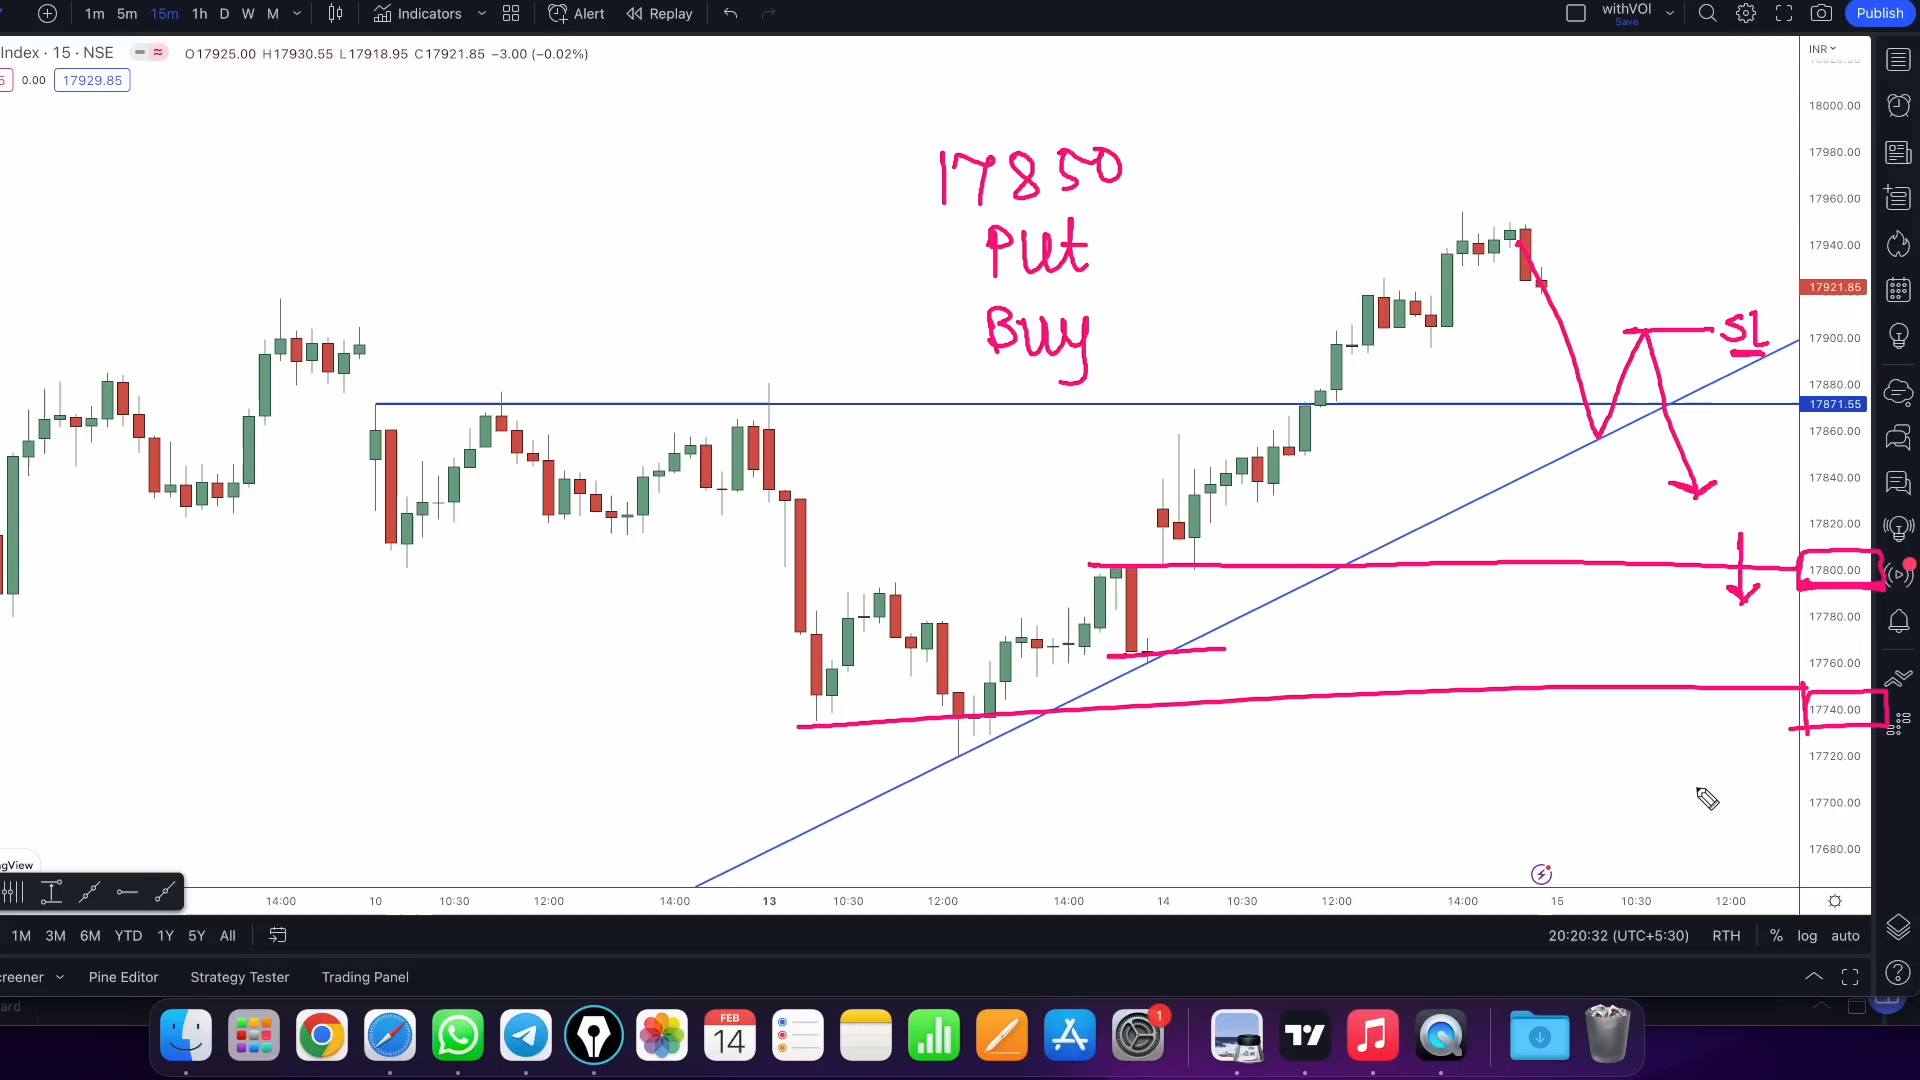 1m 5m 15m 1h D W M Indicators Alert Replay withVOI Save Publish
Index · 15 · NSE O17925.00 H17930.55 L17918.95 C17921.85 −3.00 (−0.02%)
INR
5 0.00 17929.85
18000.00
17980.00
17850
17960.00
Put
17940.00
17921.85
Buy
SL
17900.00
17880.00
17871.55
17860.00
17840.00
17820.00
17800.00
17780.00
17760.00
17740.00
17720.00
17700.00
17680.00
ngView
14:00 10 10:30 12:00 14:00 13 10:30 12:00 14:00 14 10:30 12:00 14:00 15 10:30 12:00
1M 3M 6M YTD 1Y 5Y All 20:20:32 (UTC+5:30) RTH % log auto
creener Pine Editor Strategy Tester Trading Panel
ard
FEB
14
1